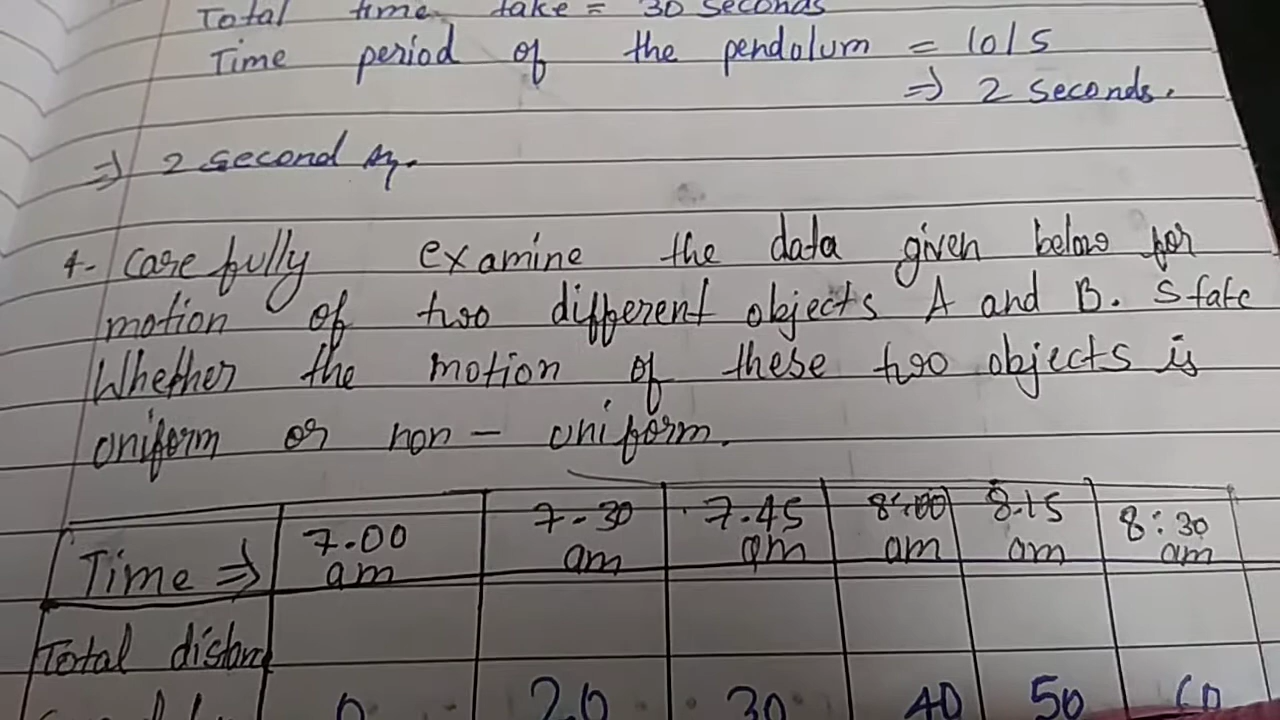 Total time take = 30 seconds
Time period of the pendolum = 10/5
⇒ 2 seconds.
⇒ 2 second
4- Carefully examine the data given below for
motion of two different objects A and B. State
Whether the motion of these two objects is
uniform or non - uniform.
Time ⇒ 7.00 am 7-30 am 7.45 am 8:00 am 8.15 am 8:30 am
Total distan
0 20 30 40 50 60